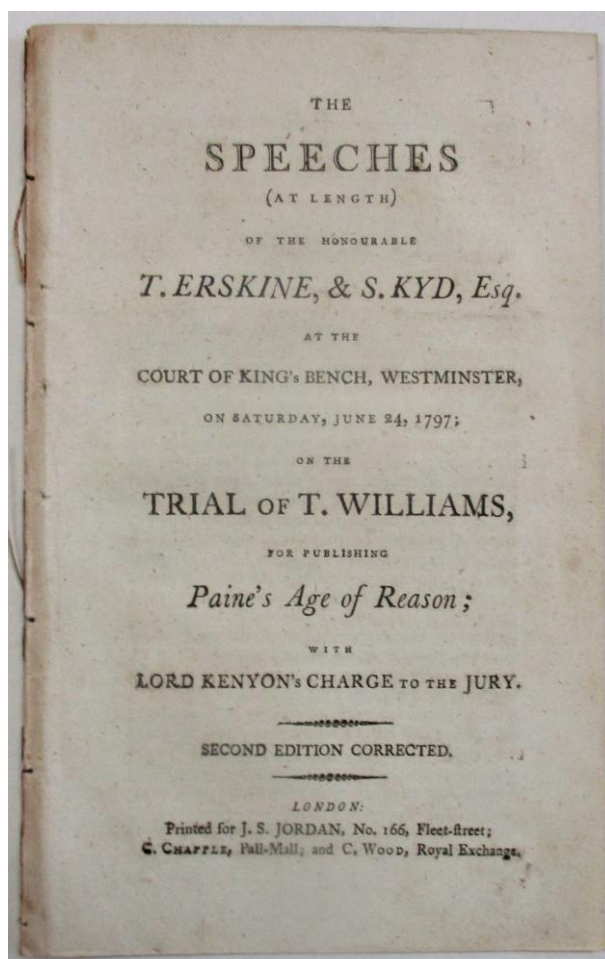 THE
SPEECHES
(AT LENGTH)
OF THE HONOURABLE
T. ERSKINE, & S. KYD, Esq.
AT THE
COURT OF KING's BENCH, WESTMINSTER,
ON SATURDAY, JUNE 24, 1797;
ON THE
TRIAL OF T. WILLIAMS,
FOR PUBLISHING
Paine's Age of Reason;
WITH
LORD KENYON's CHARGE TO THE JURY.
SECOND EDITION CORRECTED.
LONDON:
Printed for J. S. JORDAN, No. 166, Fleet-ſtreet;
C. CHAPPLE, Pall-Mall; and C. WOOD, Royal Exchange.